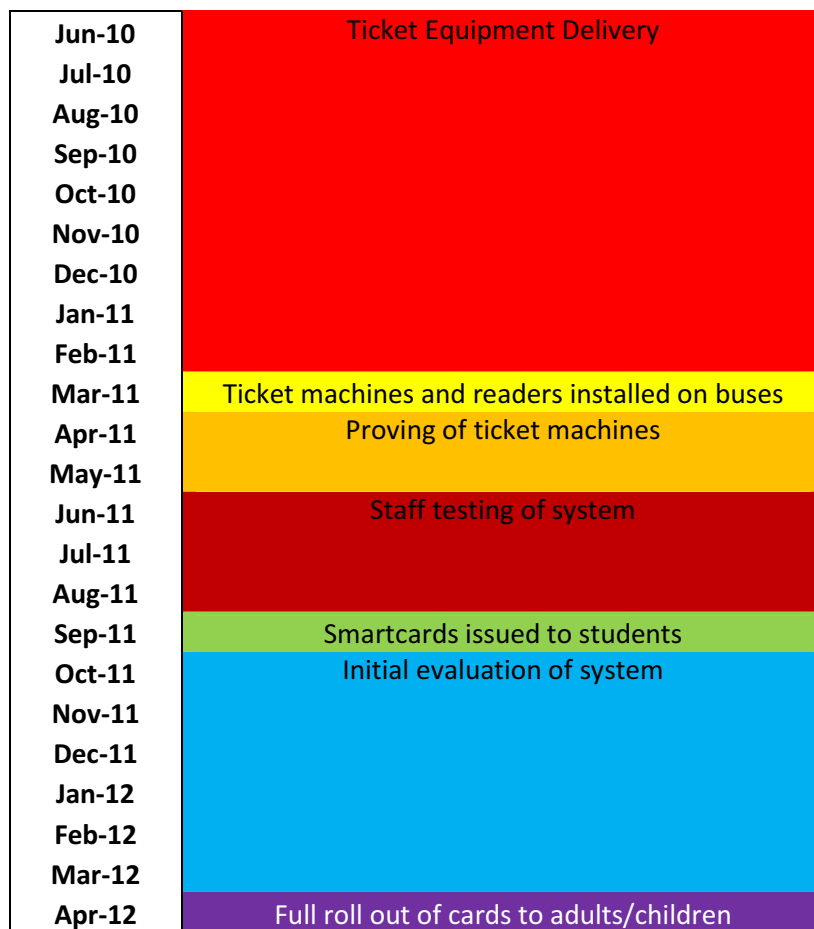 Jun-10 Ticket Equipment Delivery
Jul-10
Aug-10
Sep-10
Oct-10
Nov-10
Dec-10
Jan-11
Feb-11
Mar-11 Ticket machines and readers installed on buses
Apr-11 Proving of ticket machines
May-11
Jun-11 Staff testing of system
Jul-11
Aug-11
Sep-11 Smartcards issued to students
Oct-11 Initial evaluation of system
Nov-11
Dec-11
Jan-12
Feb-12
Mar-12
Apr-12 Full roll out of cards to adults/children